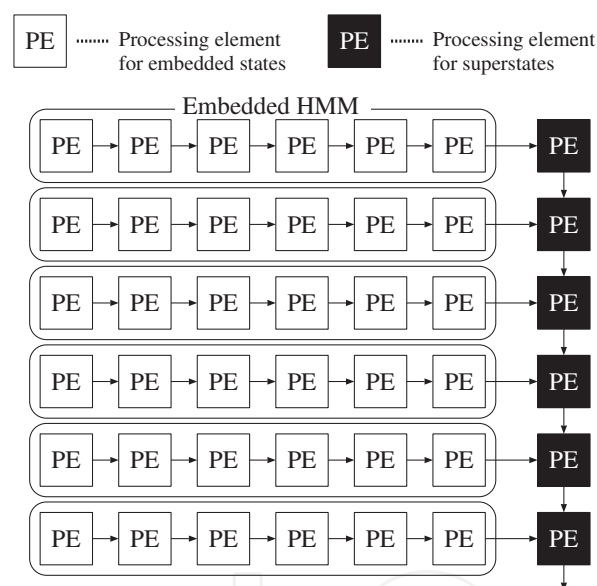 PE ........ Processing element for embedded states
PE ........ Processing element for superstates
Embedded HMM
PE PE PE PE PE PE PE
PE PE PE PE PE PE PE
PE PE PE PE PE PE PE
PE PE PE PE PE PE PE
PE PE PE PE PE PE PE
PE PE PE PE PE PE PE